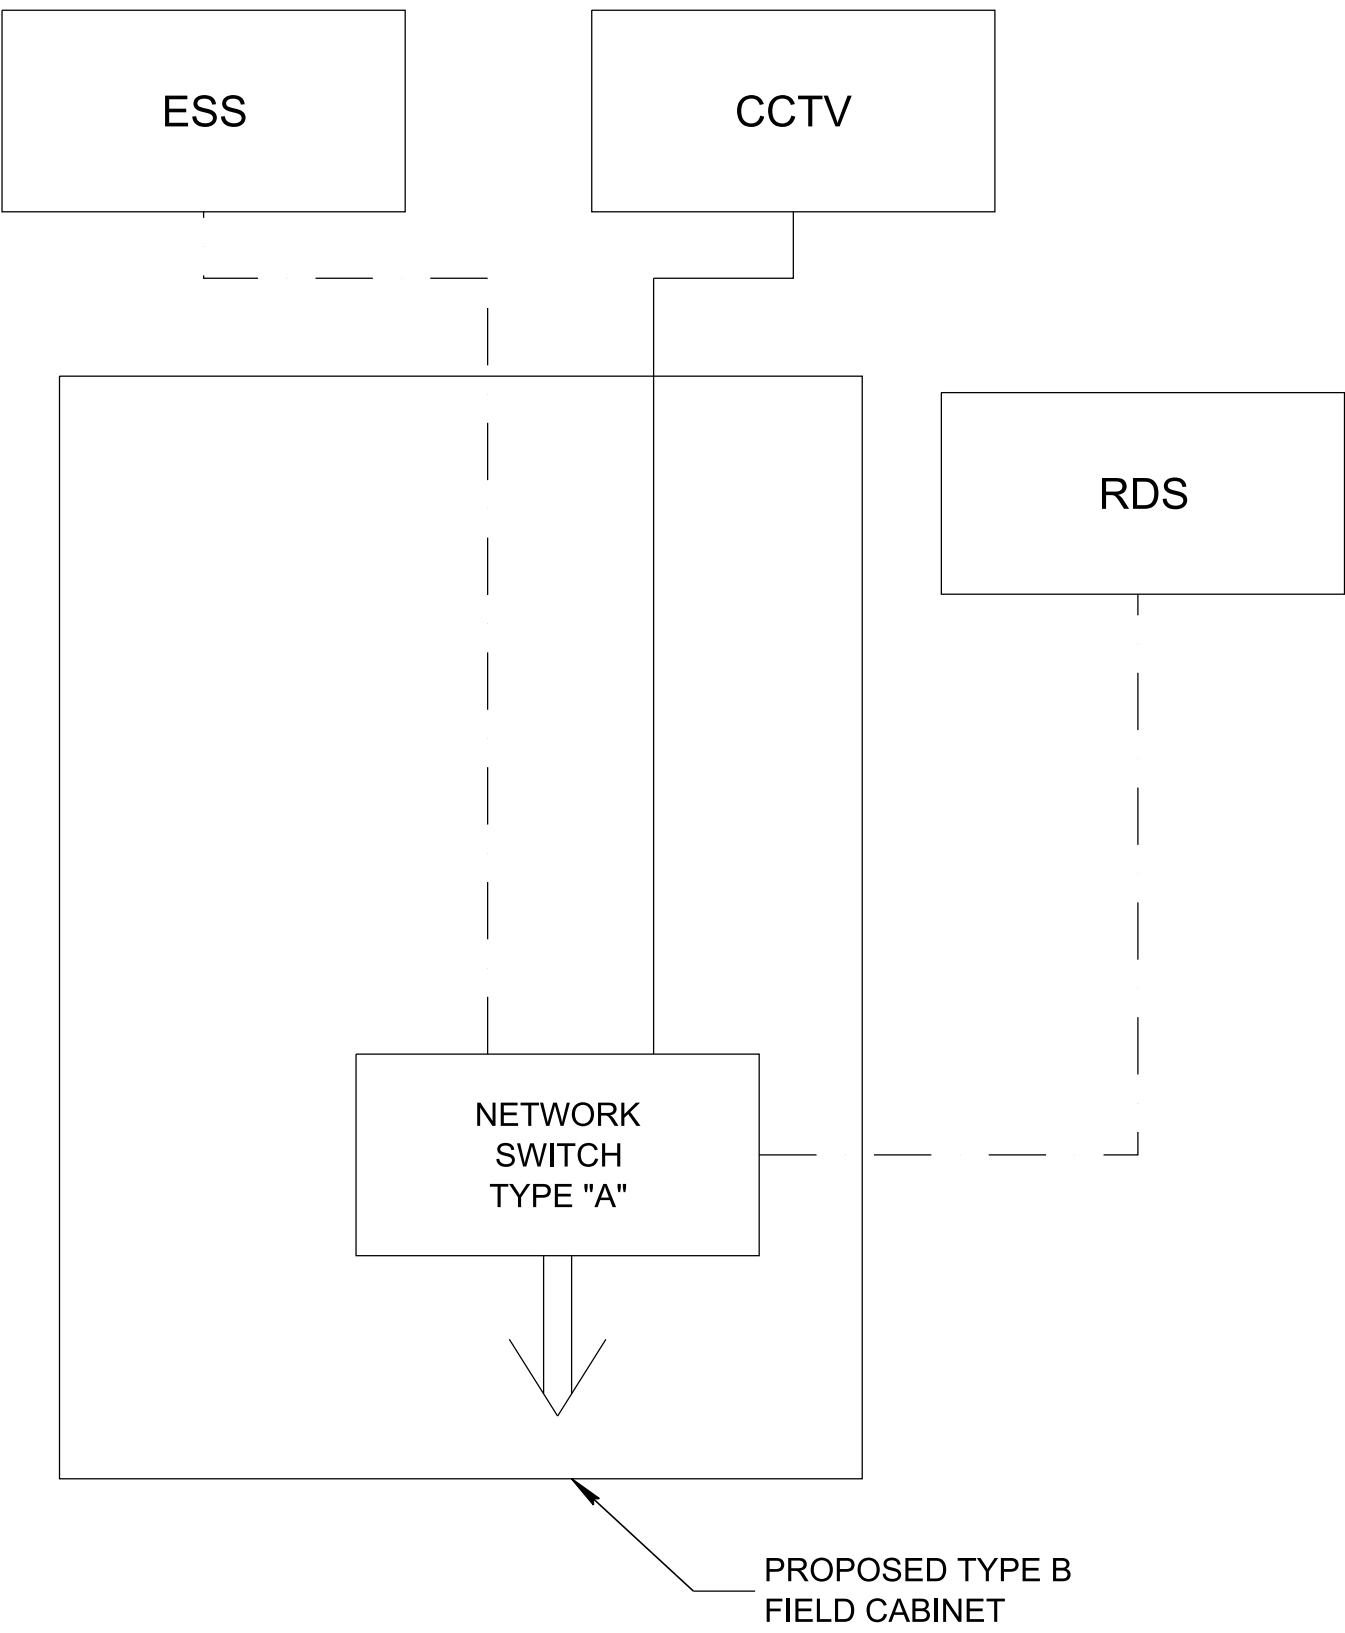 ESS
CCTV
RDS
NETWORK
SWITCH
TYPE "A"
PROPOSED TYPE B
FIELD CABINET